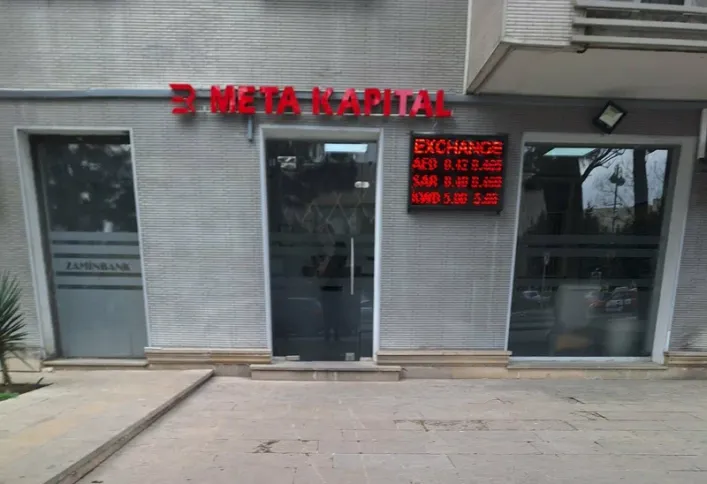 META KAPITAL
EXCHANGE
AED
SAR
KWD
ZAMINBANK